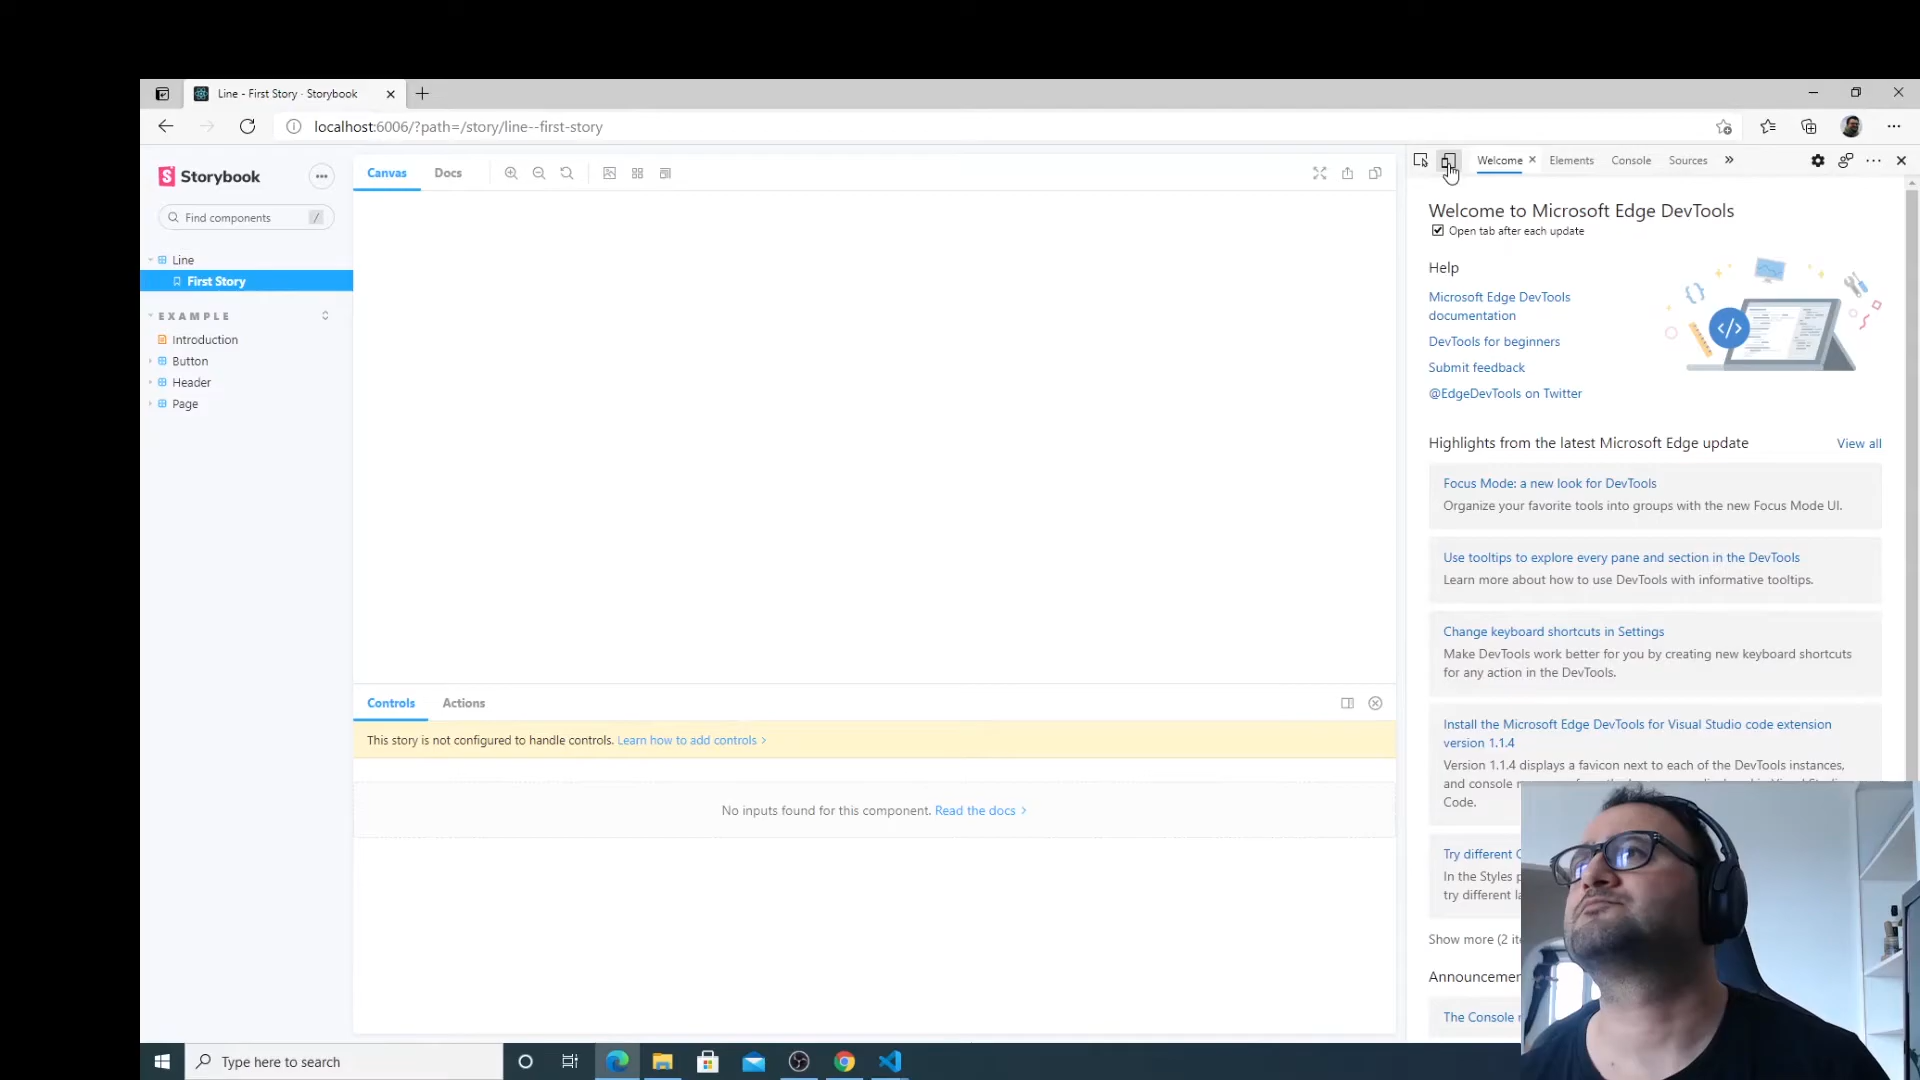 Line - First Story · Storybook
localhost:6006/?path=/story/line--first-story
Storybook
Find components /
Line
First Story
EXAMPLE
Introduction
Button
Header
Page
Canvas Docs
Controls Actions
This story is not configured to handle controls. Learn how to add controls
No inputs found for this component. Read the docs
Welcome Elements Console Sources
Welcome to Microsoft Edge DevTools
Open tab after each update
Help
Microsoft Edge DevTools
documentation
DevTools for beginners
Submit feedback
@EdgeDevTools on Twitter
Highlights from the latest Microsoft Edge update View all
Focus Mode: a new look for DevTools
Organize your favorite tools into groups with the new Focus Mode UI.
Use tooltips to explore every pane and section in the DevTools
Learn more about how to use DevTools with informative tooltips.
Change keyboard shortcuts in Settings
Make DevTools work better for you by creating new keyboard shortcuts
for any action in the DevTools.
Install the Microsoft Edge DevTools for Visual Studio code extension
version 1.1.4
Version 1.1.4 displays a favicon next to each of the DevTools instances,
and console
Code.
Try different
In the Styles
try different
Show more (2
Announcemen
The Console
Type here to search